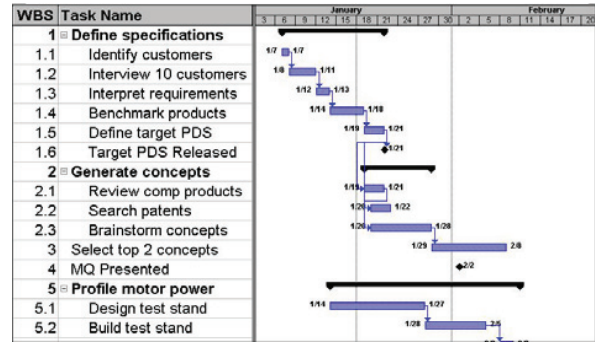 WBS Task Name January February
3 6 9 12 15 18 21 24 27 30 2 5 8 11 14 17 20
1 Define specifications
1.1 Identify customers 1/7 1/7
1.2 Interview 10 customers 1/8 1/11
1.3 Interpret requirements 1/12 1/13
1.4 Benchmark products 1/14 1/18
1.5 Define target PDS 1/19 1/21
1.6 Target PDS Released 1/21
2 Generate concepts
2.1 Review comp products 1/19 1/21
2.2 Search patents 1/20 1/22
2.3 Brainstorm concepts 1/20 1/28
3 Select top 2 concepts 1/29 2/8
4 MQ Presented 2/2
5 Profile motor power
5.1 Design test stand 1/14 1/27
5.2 Build test stand 1/28 2/5